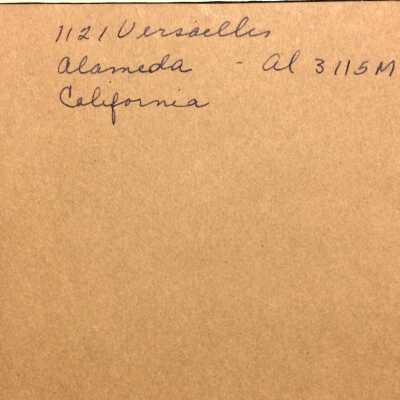 1121 Versailles
Alameda - Al 3115M
California